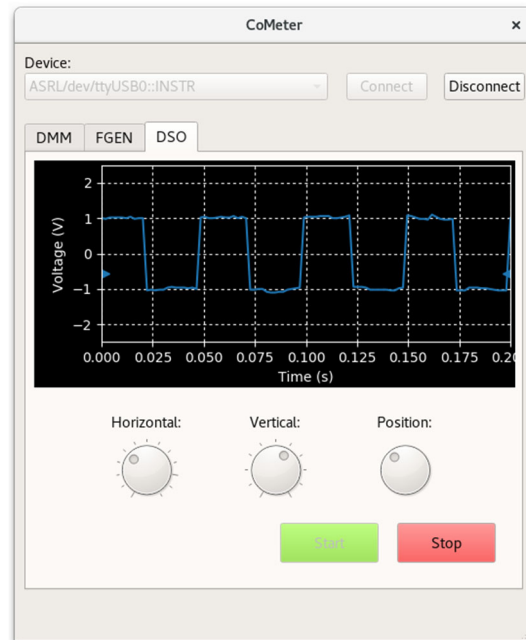 CoMeter ×
Device:
ASRL/dev/ttyUSB0::INSTR Connect Disconnect
DMM FGEN DSO
2
1
0
−1
−2
Voltage (V)
0.000 0.025 0.050 0.075 0.100 0.125 0.150 0.175 0.20
Time (s)
Horizontal: Vertical: Position:
Start Stop